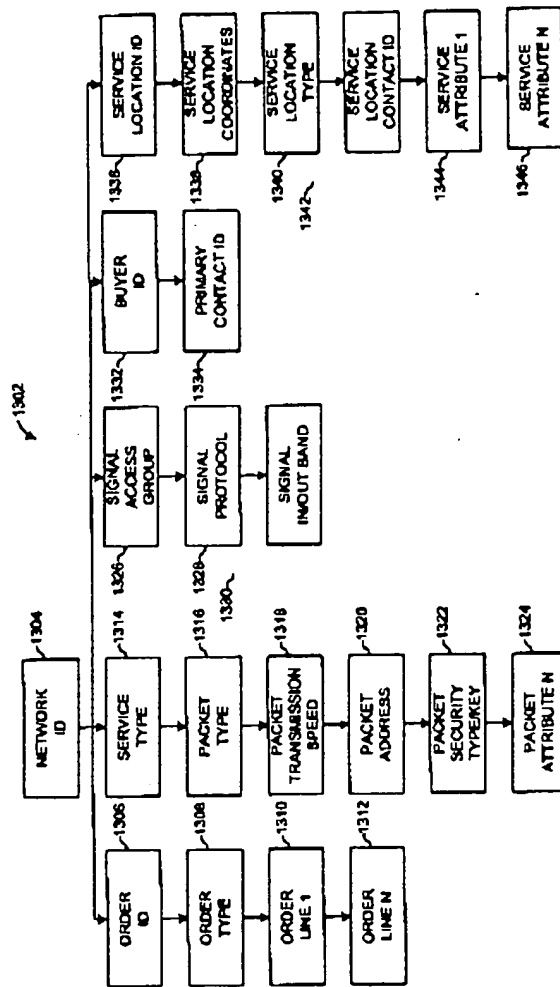 1302
NETWORK
ID
1304
ORDER
ID
1306
ORDER
TYPE
1308
ORDER
LINE 1
1310
ORDER
LINE N
1312
SERVICE
TYPE
1314
PACKET
TYPE
1316
PACKET
TRANSMISSION
SPEED
1318
PACKET
ADDRESS
1320
PACKET
SECURITY
TYPE/KEY
1322
PACKET
ATTRIBUTE N
1324
1326
SIGNAL
ACCESS
GROUP
1328
SIGNAL
PROTOCOL
1330
SIGNAL
IN/OUT BAND
1332
BUYER
ID
1334
PRIMARY
CONTACT ID
1336
SERVICE
LOCATION ID
1338
SERVICE
LOCATION
COORDINATES
1340
SERVICE
LOCATION
TYPE
1342
SERVICE
LOCATION
CONTACT ID
1344
SERVICE
ATTRIBUTE 1
1346
SERVICE
ATTRIBUTE N